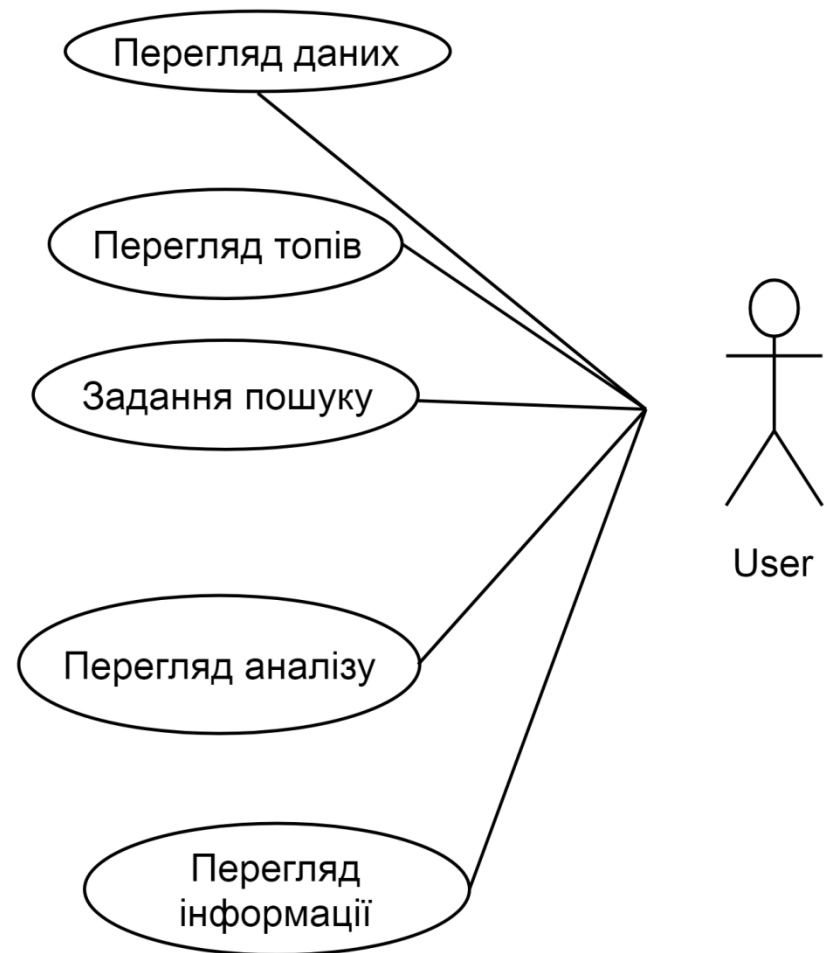 Перегляд даних
Перегляд топів
Задання пошуку
User
Перегляд аналізу
Перегляд
інформації